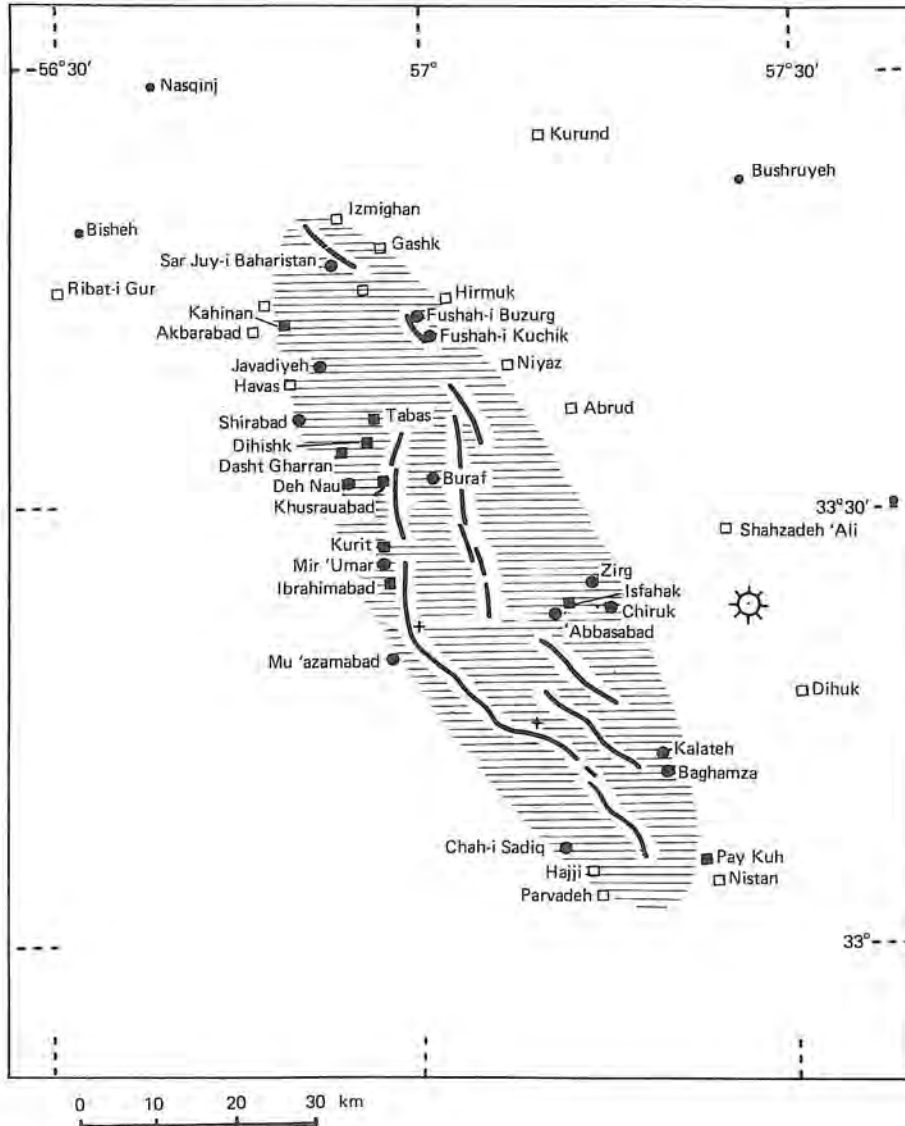 56°30′
57°
57°30′
Nasqinj
Kurund
Bushruyeh
Izmighan
Bisheh
Gashk
Sar Juy-i Baharistan
Ribat-i Gur
Hirmuk
Kahinan
Fushah-i Buzurg
Akbarabad
Fushah-i Kuchik
Javadiyeh
Niyaz
Havas
Abrud
Shirabad
Tabas
Dihishk
Dasht Gharran
Buraf
Deh Nau
Khusrauabad
33°30′
Shahzadeh ‘Ali
Kurit
Mir ‘Umar
Zirg
Ibrahimabad
Isfahak
Chiruk
‘Abbasabad
Mu ‘azamabad
Dihuk
Kalateh
Baghamza
Chah-i Sadiq
Pay Kuh
Hajji
Nistan
Parvadeh
33°
0 10 20 30 km